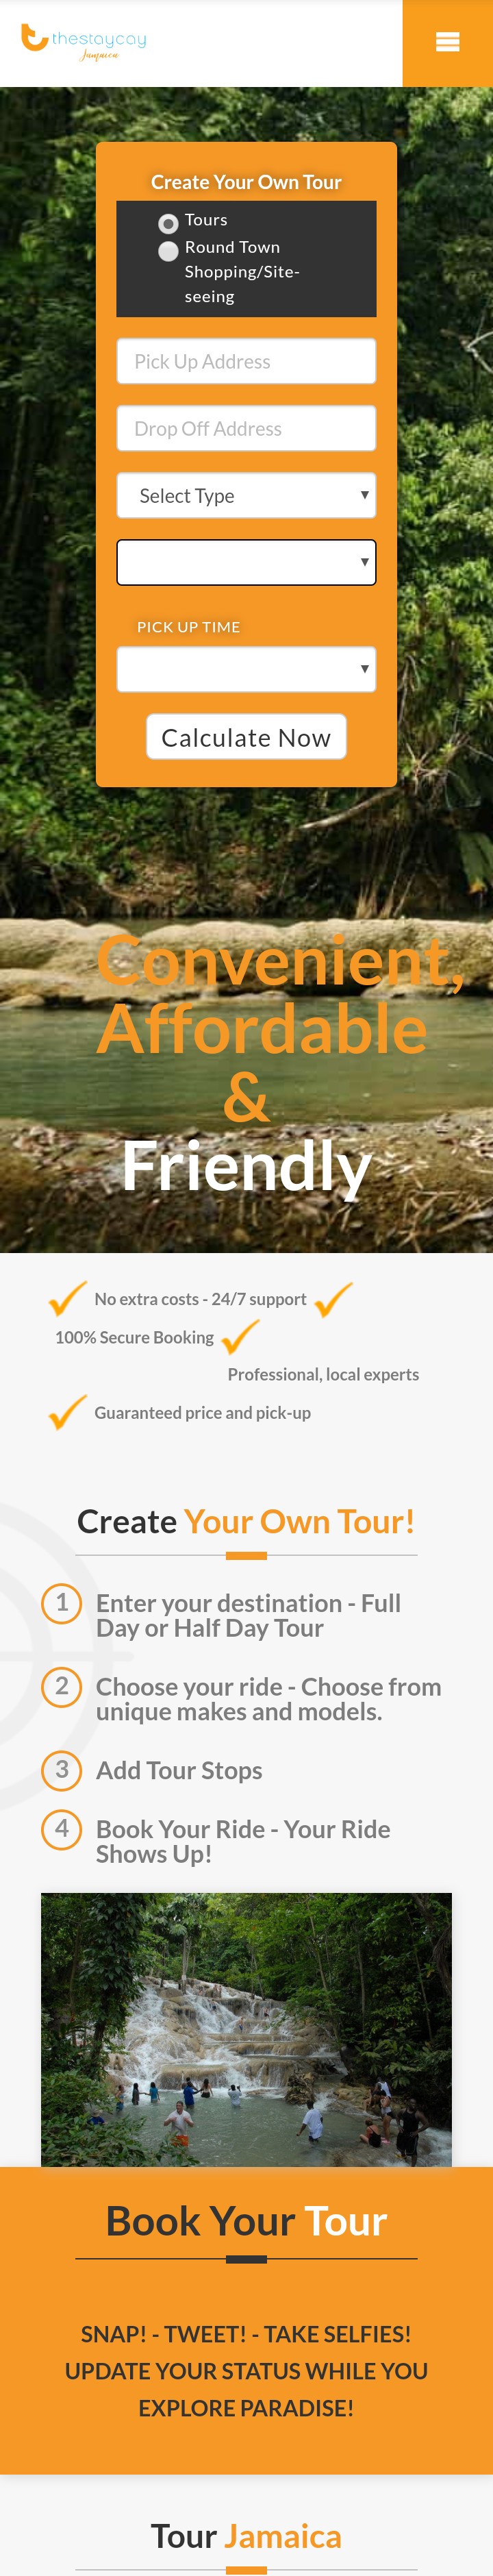 thestaycay
Jamaica
Create Your Own Tour
Tours
Round Town
Shopping/Site-
seeing
Pick Up Address
Drop Off Address
Select Type
PICK UP TIME
Calculate Now
Convenient,
Affordable
&
Friendly
No extra costs - 24/7 support
100% Secure Booking
Professional, local experts
Guaranteed price and pick-up
Create Your Own Tour!
1 Enter your destination - Full
Day or Half Day Tour
2 Choose your ride - Choose from
unique makes and models.
3 Add Tour Stops
4 Book Your Ride - Your Ride
Shows Up!
Book Your Tour
SNAP! - TWEET! - TAKE SELFIES!
UPDATE YOUR STATUS WHILE YOU
EXPLORE PARADISE!
Tour Jamaica